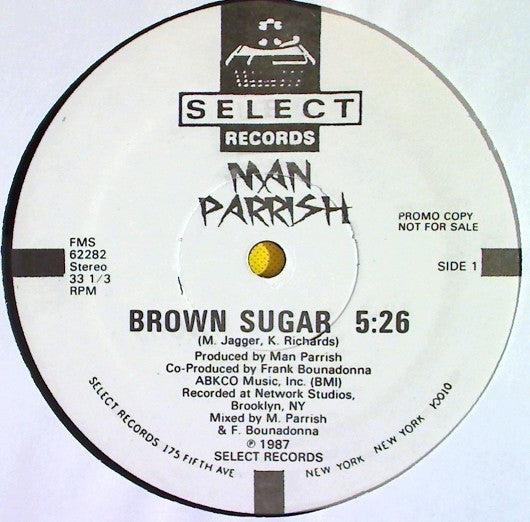 SELECT
RECORDS
MAN
PARRISH
PROMO COPY
NOT FOR SALE
FMS
62282
Stereo
33 1/3
RPM
SIDE 1
BROWN SUGAR 5:26
(M. Jagger, K. Richards)
Produced by Man Parrish
Co-Produced by Frank Bounadonna
ABKCO Music, Inc. (BMI)
Recorded at Network Studios,
Brooklyn, NY
Mixed by M. Parrish
& F. Bounadonna
℗ 1987
SELECT RECORDS
SELECT RECORDS 175 FIFTH AVE NEW YORK NEW YORK 10010